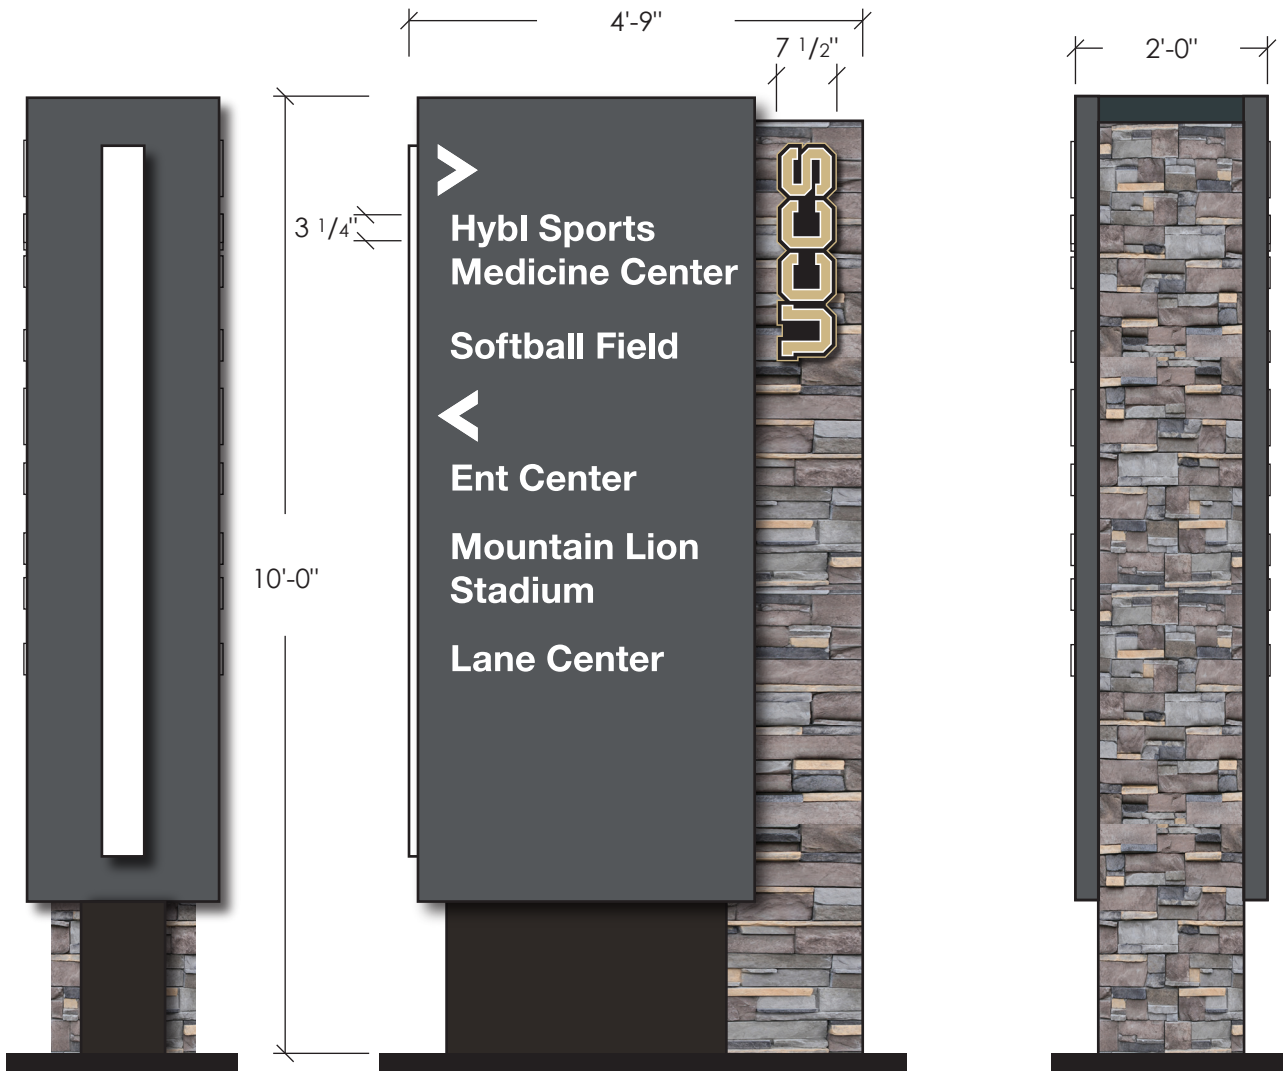 4'-9"
7 1/2"
2'-0"
3 1/4"
10'-0"
Hybl Sports
Medicine Center
Softball Field
Ent Center
Mountain Lion
Stadium
Lane Center
UCCS